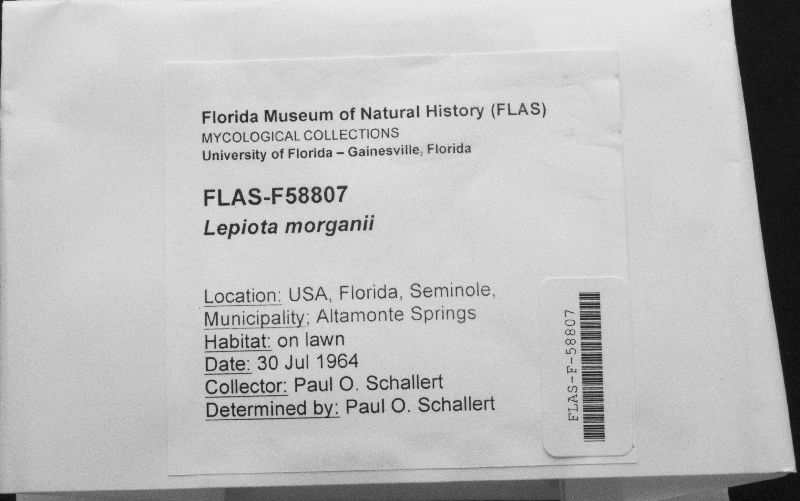 Florida Museum of Natural History (FLAS)
MYCOLOGICAL COLLECTIONS
University of Florida – Gainesville, Florida
FLAS-F58807
Lepiota morganii
Location: USA, Florida, Seminole,
Municipality; Altamonte Springs
Habitat: on lawn
Date: 30 Jul 1964
Collector: Paul O. Schallert
Determined by: Paul O. Schallert
FLAS-F-58807